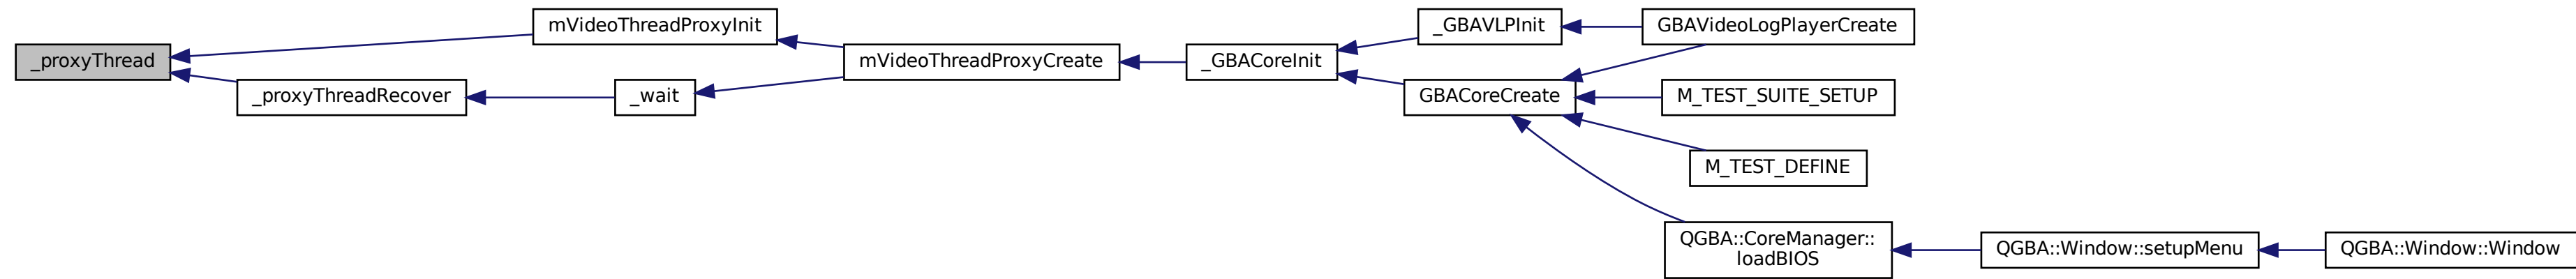 _proxyThread
mVideoThreadProxyInit
_proxyThreadRecover
_wait
mVideoThreadProxyCreate
_GBACoreInit
_GBAVLPInit
GBACoreCreate
GBAVideoLogPlayerCreate
M_TEST_SUITE_SETUP
M_TEST_DEFINE
QGBA::CoreManager::
loadBIOS
QGBA::Window::setupMenu
QGBA::Window::Window